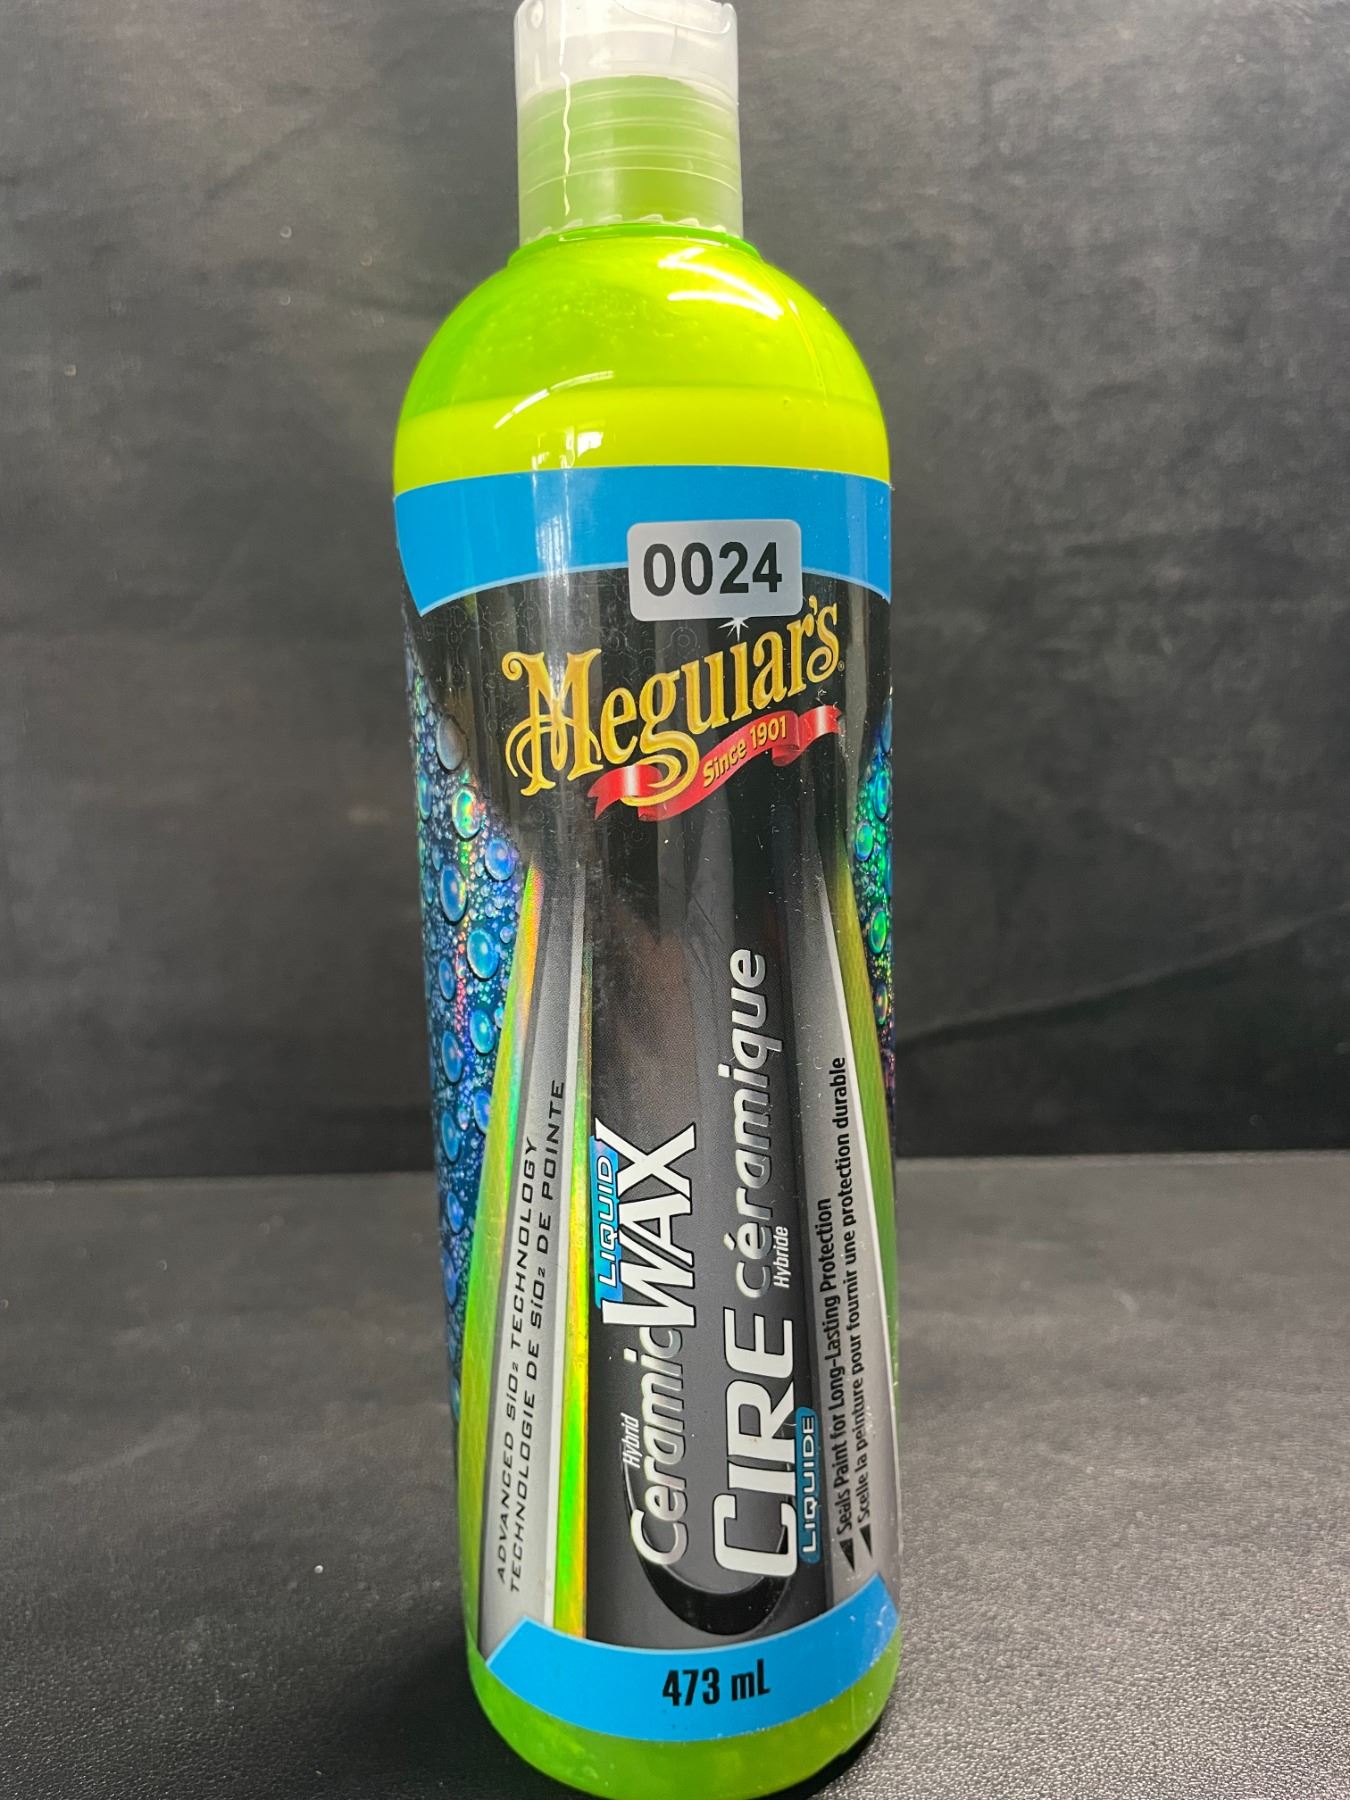 0024
Meguiar's
Since 1901
ADVANCED SiO₂ TECHNOLOGY
TECHNOLOGIE DE SiO₂ DE POINTE
Hybrid
Ceramic
LIQUID
WAX
CIRE céramique
LIQUIDE
Hybride
Seals Paint for Long-Lasting Protection
Scelle la peinture pour fournir une protection durable
473 mL